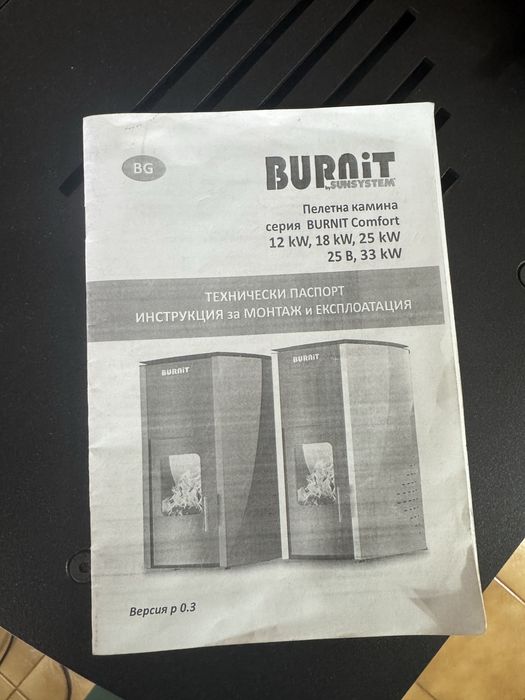 BG
BURNiT
by SUNSYSTEM
Пелетна камина
серия BURNIT Comfort
12 kW, 18 kW, 25 kW
25 B, 33 kW
ТЕХНИЧЕСКИ ПАСПОРТ
ИНСТРУКЦИЯ за МОНТАЖ и ЕКСПЛОАТАЦИЯ
BURNiT
BURNiT
Версия р 0.3